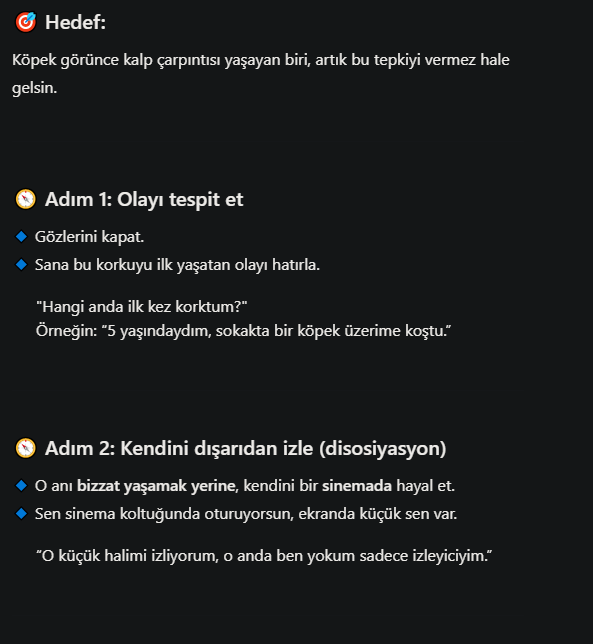 🎯 Hedef:
Köpek görünce kalp çarpıntısı yaşayan biri, artık bu tepkiyi vermez hale
gelsin.
🧭 Adım 1: Olayı tespit et
🔹 Gözlerini kapat.
🔹 Sana bu korkuyu ilk yaşatan olayı hatırla.
"Hangi anda ilk kez korktum?"
Örneğin: “5 yaşındaydım, sokakta bir köpek üzerime koştu.”
🧭 Adım 2: Kendini dışarıdan izle (disosiyasyon)
🔹 O anı bizzat yaşamak yerine, kendini bir sinemada hayal et.
🔹 Sen sinema koltuğunda oturuyorsun, ekranda küçük sen var.
“O küçük halimi izliyorum, o anda ben yokum sadece izleyiciyim.”